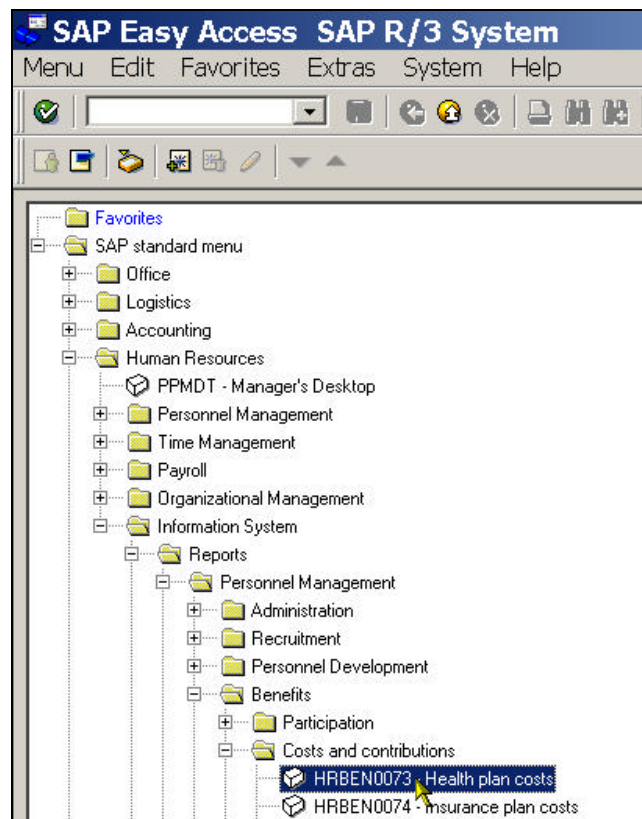 SAP Easy Access SAP R/3 System
Menu Edit Favorites Extras System Help
Favorites
SAP standard menu
Office
Logistics
Accounting
Human Resources
PPMDT - Manager's Desktop
Personnel Management
Time Management
Payroll
Organizational Management
Information System
Reports
Personnel Management
Administration
Recruitment
Personnel Development
Benefits
Participation
Costs and contributions
HRBEN0073 - Health plan costs
HRBEN0074 - Insurance plan costs